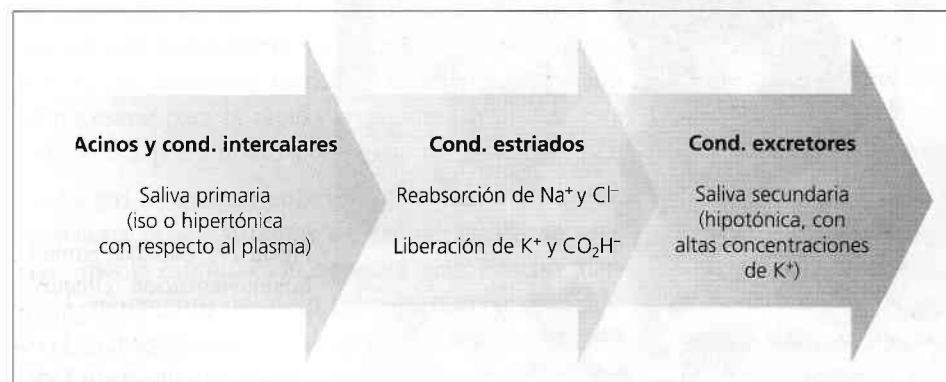 Acinos y cond. intercalares
Saliva primaria
(iso o hipertónica
con respecto al plasma)
Cond. estriados
Reabsorción de Na⁺ y Cl⁻
Liberación de K⁺ y CO₂H⁻
Cond. excretores
Saliva secundaria
(hipotónica, con
altas concentraciones
de K⁺)